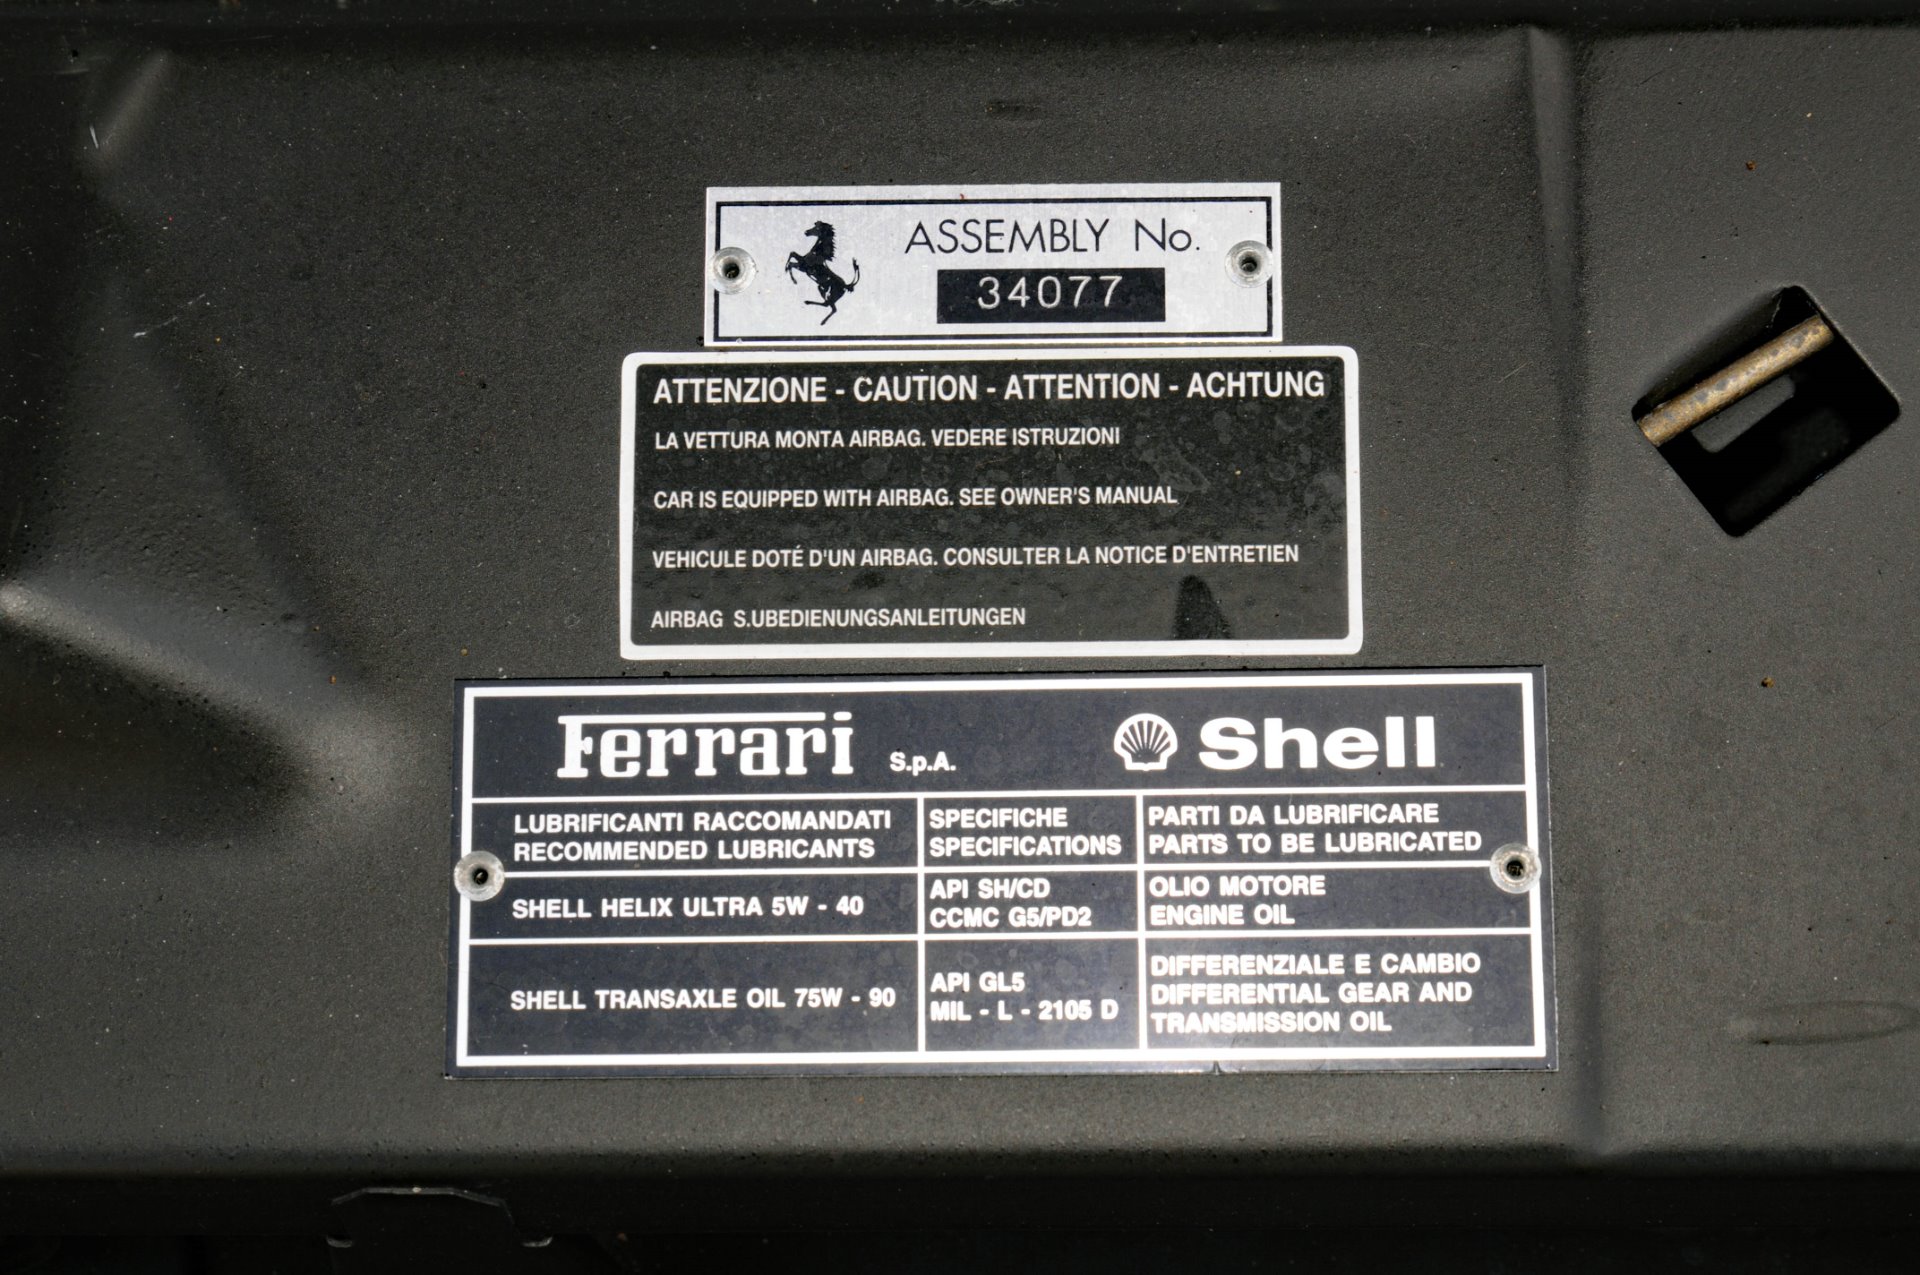 ASSEMBLY No.
34077
ATTENZIONE - CAUTION - ATTENTION - ACHTUNG
LA VETTURA MONTA AIRBAG. VEDERE ISTRUZIONI
CAR IS EQUIPPED WITH AIRBAG. SEE OWNER'S MANUAL
VEHICULE DOTÉ D'UN AIRBAG. CONSULTER LA NOTICE D'ENTRETIEN
AIRBAG S.UBEDIENUNGSANLEITUNGEN
Ferrari S.p.A.
Shell
LUBRIFICANTI RACCOMANDATI
RECOMMENDED LUBRICANTS
SPECIFICHE
SPECIFICATIONS
PARTI DA LUBRIFICARE
PARTS TO BE LUBRICATED
SHELL HELIX ULTRA 5W - 40
API SH/CD
CCMC G5/PD2
OLIO MOTORE
ENGINE OIL
SHELL TRANSAXLE OIL 75W - 90
API GL5
MIL - L - 2105 D
DIFFERENZIALE E CAMBIO
DIFFERENTIAL GEAR AND
TRANSMISSION OIL